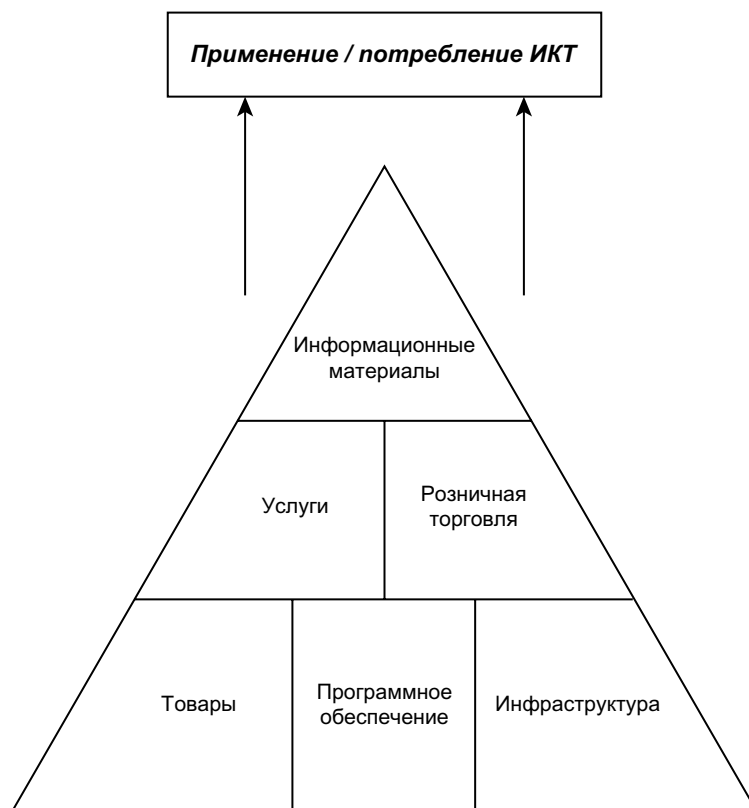 Применение / потребление ИКТ
Информационные
материалы
Услуги
Розничная
торговля
Товары
Программное
обеспечение
Инфраструктура